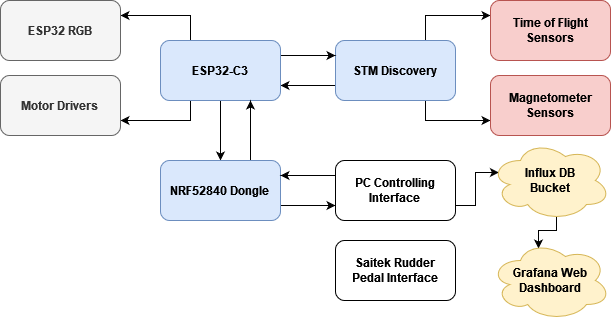 ESP32 RGB
ESP32-C3
STM Discovery
Time of Flight
Sensors
Motor Drivers
Magnetometer
Sensors
NRF52840 Dongle
PC Controlling
Interface
Influx DB
Bucket
Saitek Rudder
Pedal Interface
Grafana Web
Dashboard